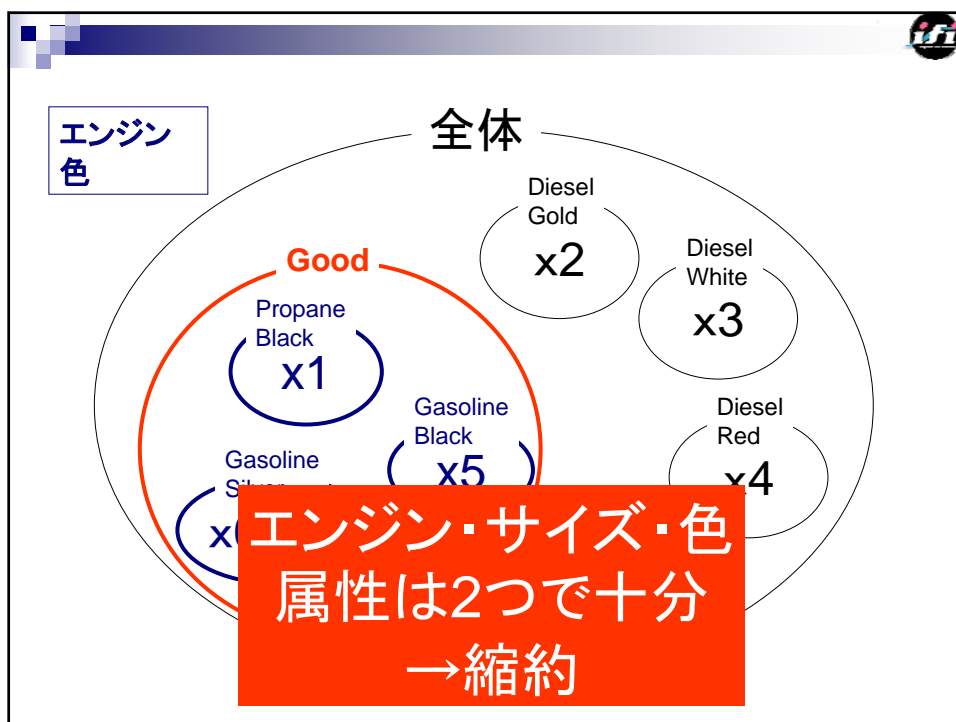 ifi
エンジン
色
全体
Diesel
Gold
x2
Diesel
White
x3
Good
Propane
Black
x1
Gasoline
Black
x5
Diesel
Red
x4
Gasoline
エンジン・サイズ・色
属性は2つで十分
→縮約